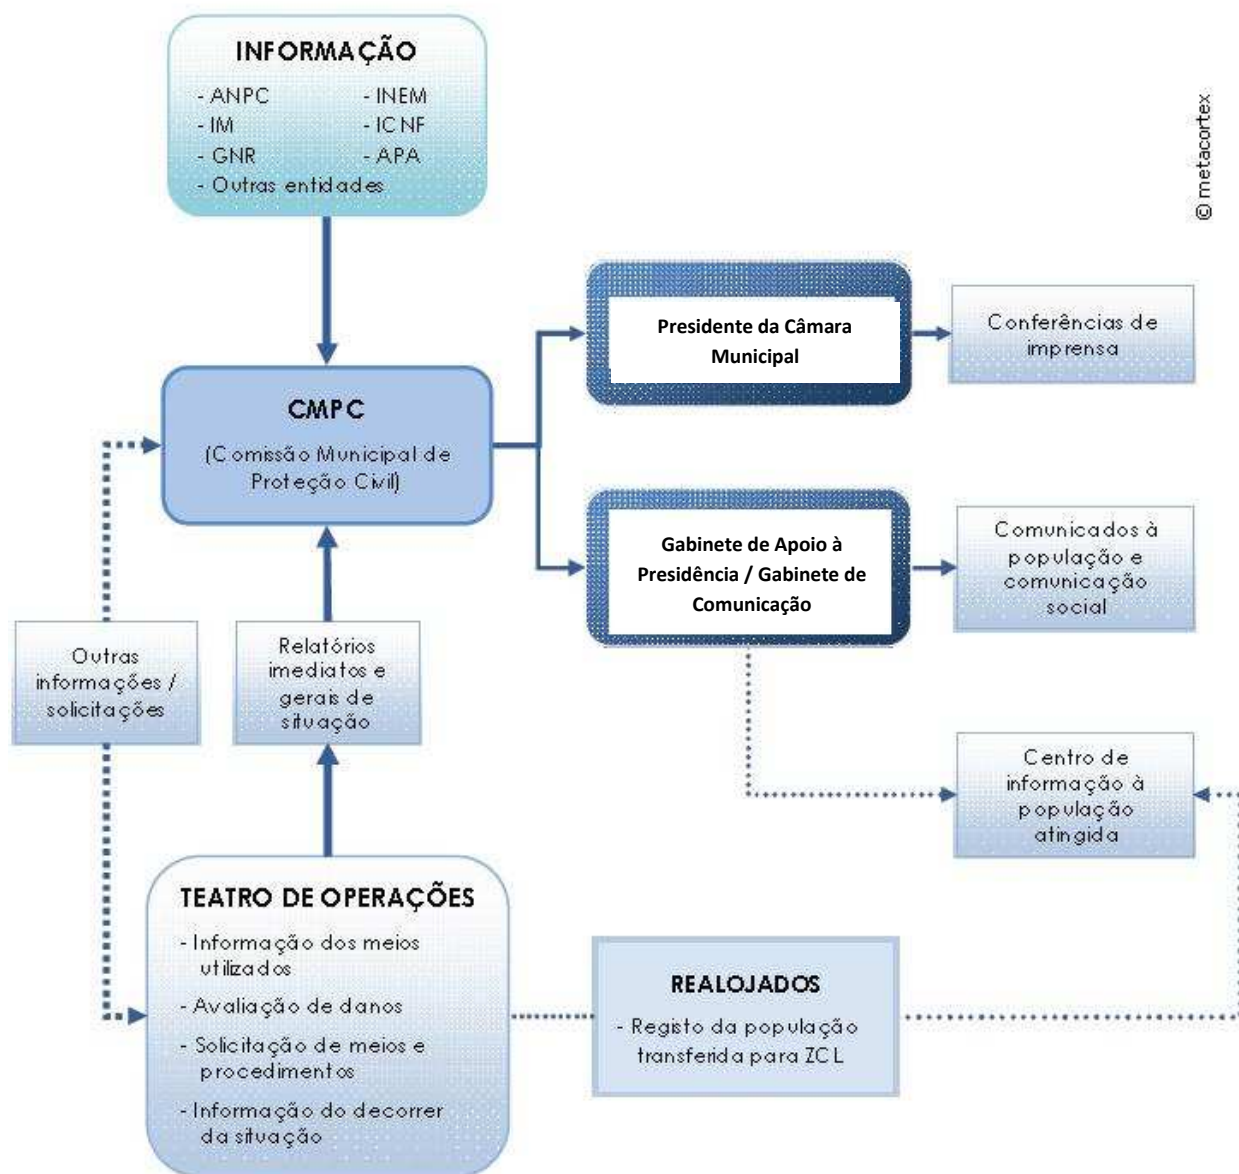 INFORMAÇÃO
- ANPC
- INEM
- IM
- ICNF
- GNR
- APA
- Outras entidades
© metacortex
Presidente da Câmara
Municipal
Conferências de
imprensa
CMPC
(Comissão Municipal de
Proteção Civil)
Gabinete de Apoio à
Presidência / Gabinete de
Comunicação
Comunicados à
população e
comunicação
social
Outras
informações /
solicitações
Relatórios
imediatos e
gerais de
situação
Centro de
informação à
população
atingida
TEATRO DE OPERAÇÕES
- Informação dos meios
utilizados
- Avaliação de danos
- Solicitação de meios e
procedimentos
- Informação do decorrer
da situação
REALOJADOS
- Registo da população
transferida para ZCL